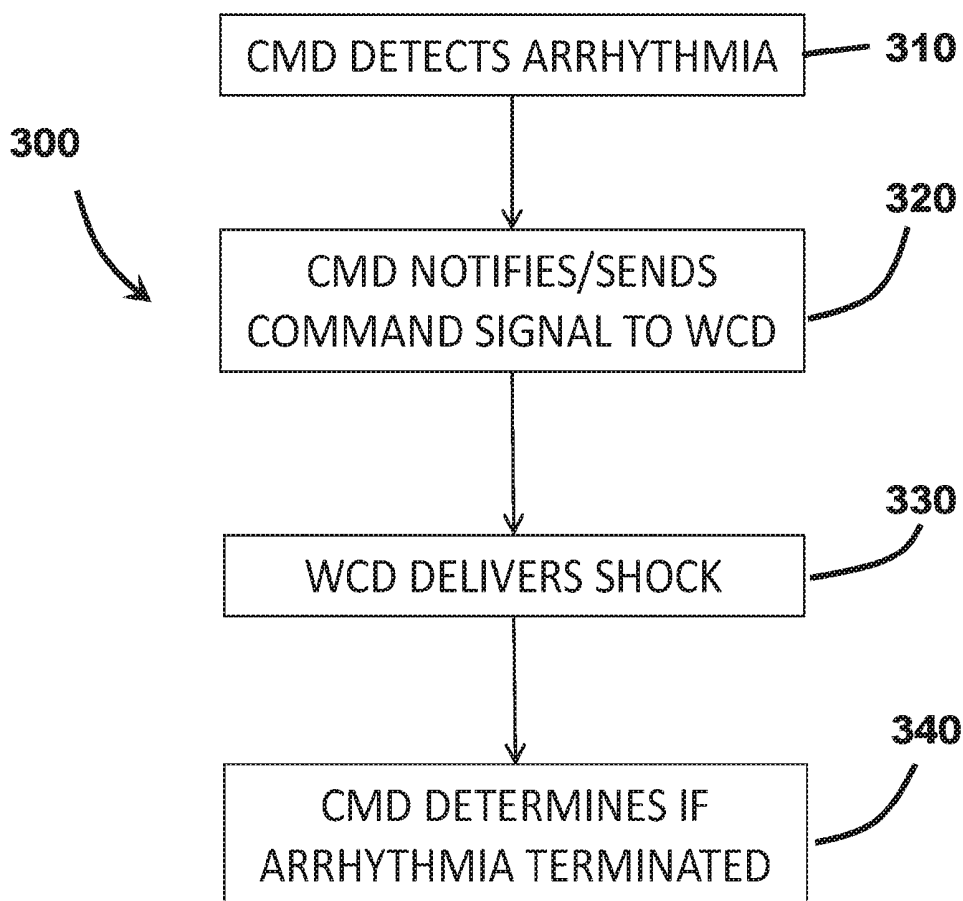 CMD DETECTS ARRHYTHMIA
310
300
320
CMD NOTIFIES/SENDS
COMMAND SIGNAL TO WCD
330
WCD DELIVERS SHOCK
340
CMD DETERMINES IF
ARRHYTHMIA TERMINATED